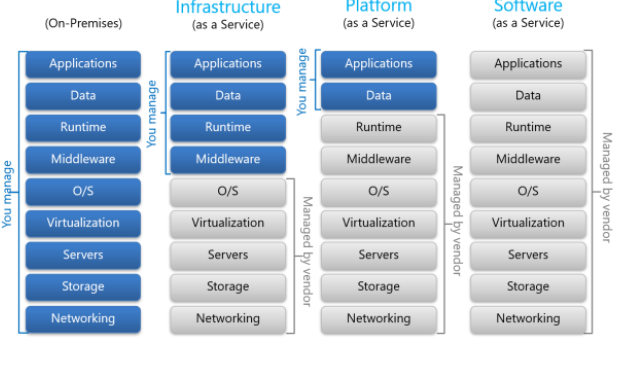 Infrastructure
Platform
Software
(On-Premises)
(as a Service)
(as a Service)
(as a Service)
You manage
Applications
Data
Runtime
Middleware
O/S
Virtualization
Servers
Storage
Networking
You manage
Applications
Data
Runtime
Middleware
O/S
Virtualization
Servers
Storage
Networking
Managed by vendor
You manage
Applications
Data
Runtime
Middleware
O/S
Virtualization
Servers
Storage
Networking
Managed by vendor
Applications
Data
Runtime
Middleware
O/S
Virtualization
Servers
Storage
Networking
Managed by vendor